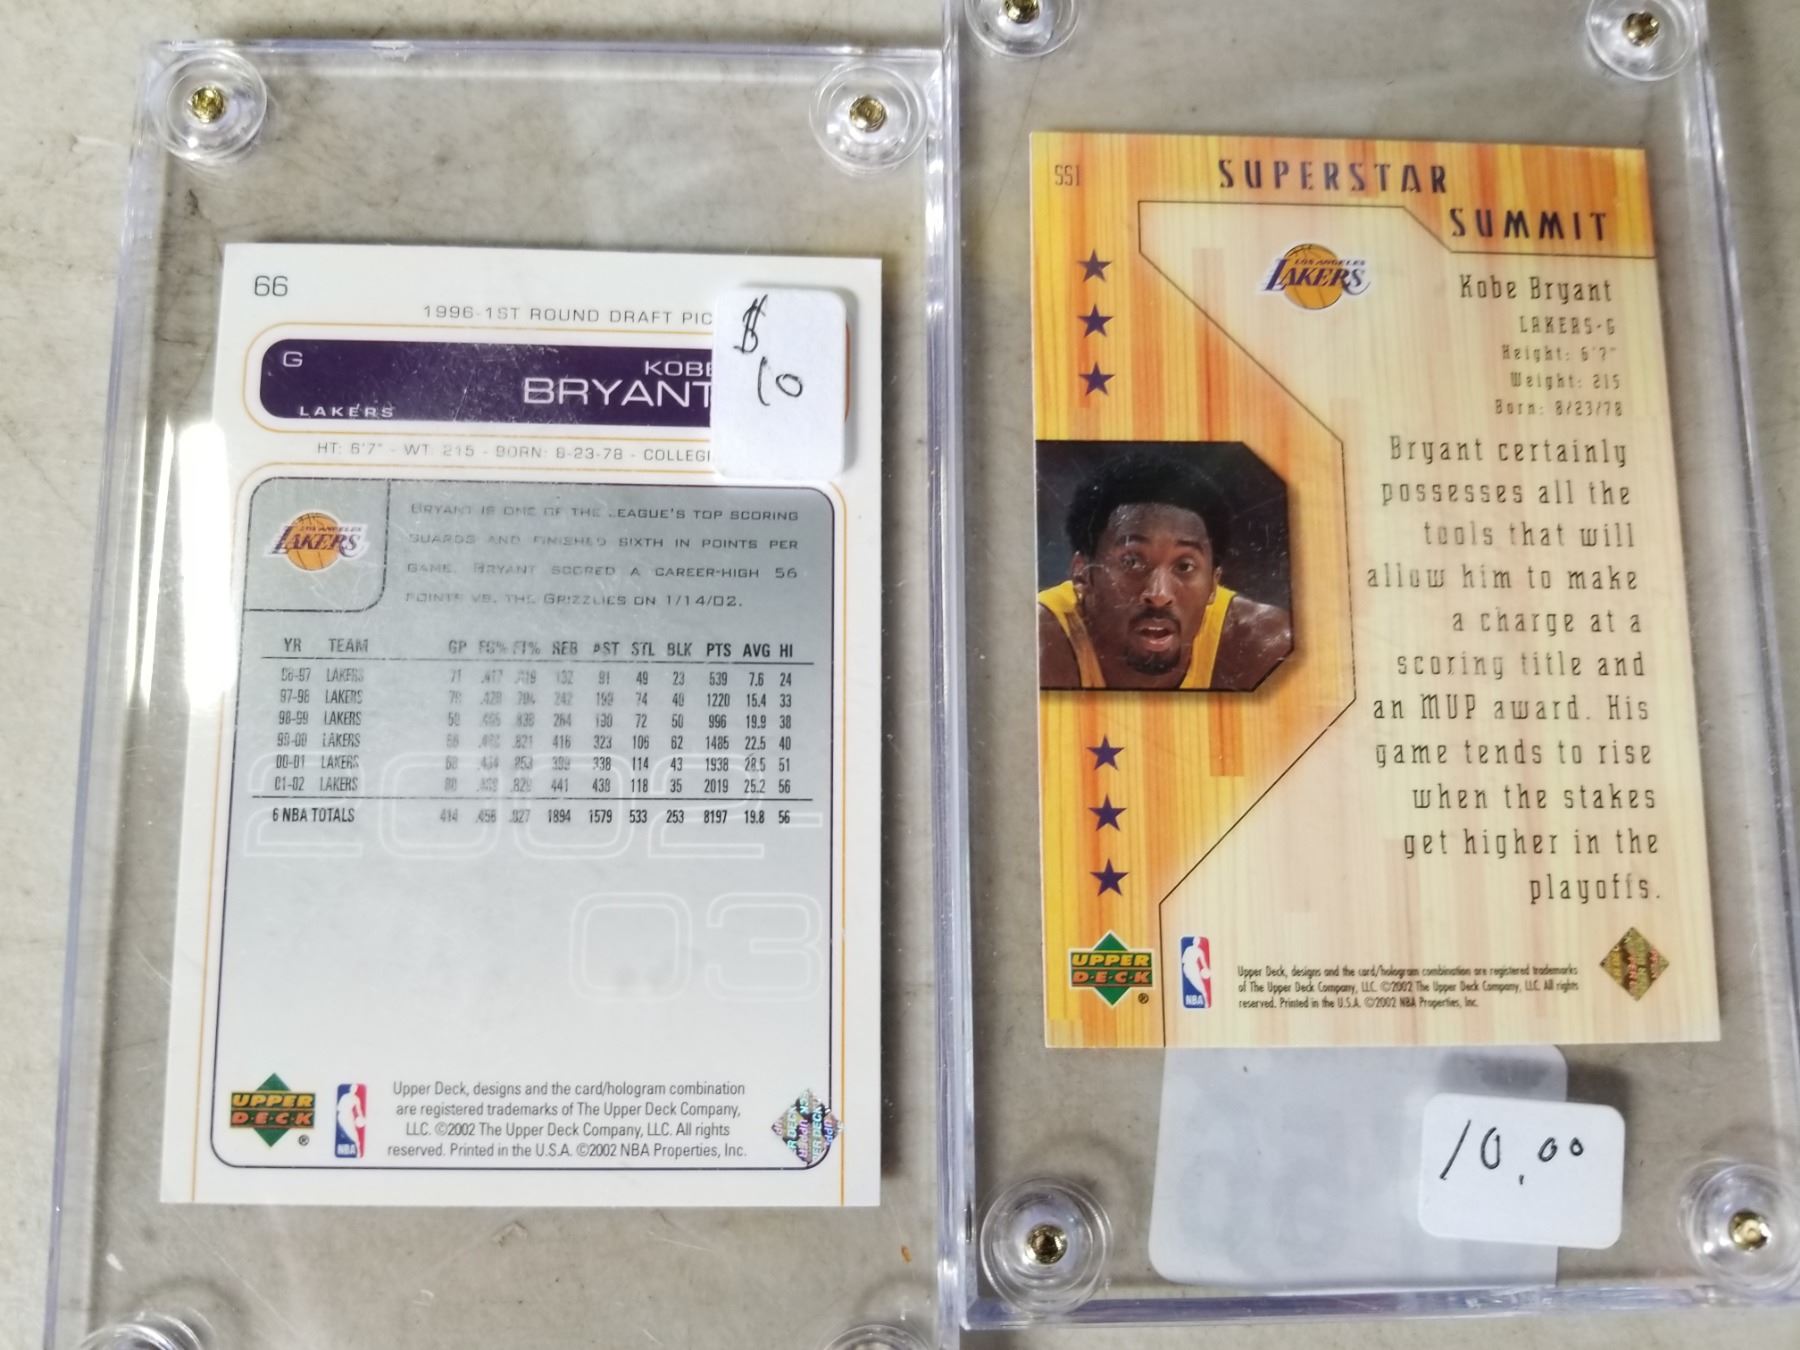 66
1996-1ST ROUND DRAFT PIC
G
KOBE
BRYANT
LAKERS
$
10
HT: 6'7" - WT: 215 - BORN: 8-23-78 - COLLEG
LOS ANGELES
LAKERS
BRYANT IS ONE OF THE LEAGUE'S TOP SCORING
GUARDS AND FINISHED SIXTH IN POINTS PER
GAME. BRYANT SCORED A CAREER-HIGH 56
POINTS VS. THE GRIZZLIES ON 1/14/02.
YR TEAM GP FG% FT% REB AST STL BLK PTS AVG HI
96-97 LAKERS 71 .417 .819 132 91 49 23 539 7.6 24
97-98 LAKERS 79 .428 .794 242 199 74 40 1220 15.4 33
98-99 LAKERS 50 .465 .839 264 190 72 50 996 19.9 38
99-00 LAKERS 66 .821 416 323 106 62 1485 22.5 40
00-01 LAKERS 68 .464 .853 399 338 114 43 1938 28.5 51
01-02 LAKERS 80 .469 .829 441 438 118 35 2019 25.2 56
6 NBA TOTALS 414 .456 .827 1894 1579 533 253 8197 19.8 56
2002-
03
UPPER
D·E·C·K
®
NBA
Upper Deck, designs and the card/hologram combination
are registered trademarks of The Upper Deck Company,
LLC. ©2002 The Upper Deck Company, LLC. All rights
reserved. Printed in the U.S.A. ©2002 NBA Properties, Inc.
SS1
SUPERSTAR
SUMMIT
LOS ANGELES
LAKERS
Kobe Bryant
LAKERS-G
Height: 6'7"
Weight: 215
Born: 8/23/78
Bryant certainly
possesses all the
tools that will
allow him to make
a charge at a
scoring title and
an MVP award. His
game tends to rise
when the stakes
get higher in the
playoffs.
UPPER
D·E·C·K
®
NBA
Upper Deck, designs and the card/hologram combination are registered trademarks
of The Upper Deck Company, LLC. ©2002 The Upper Deck Company, LLC. All rights
reserved. Printed in the U.S.A. ©2002 NBA Properties, Inc.
10.00